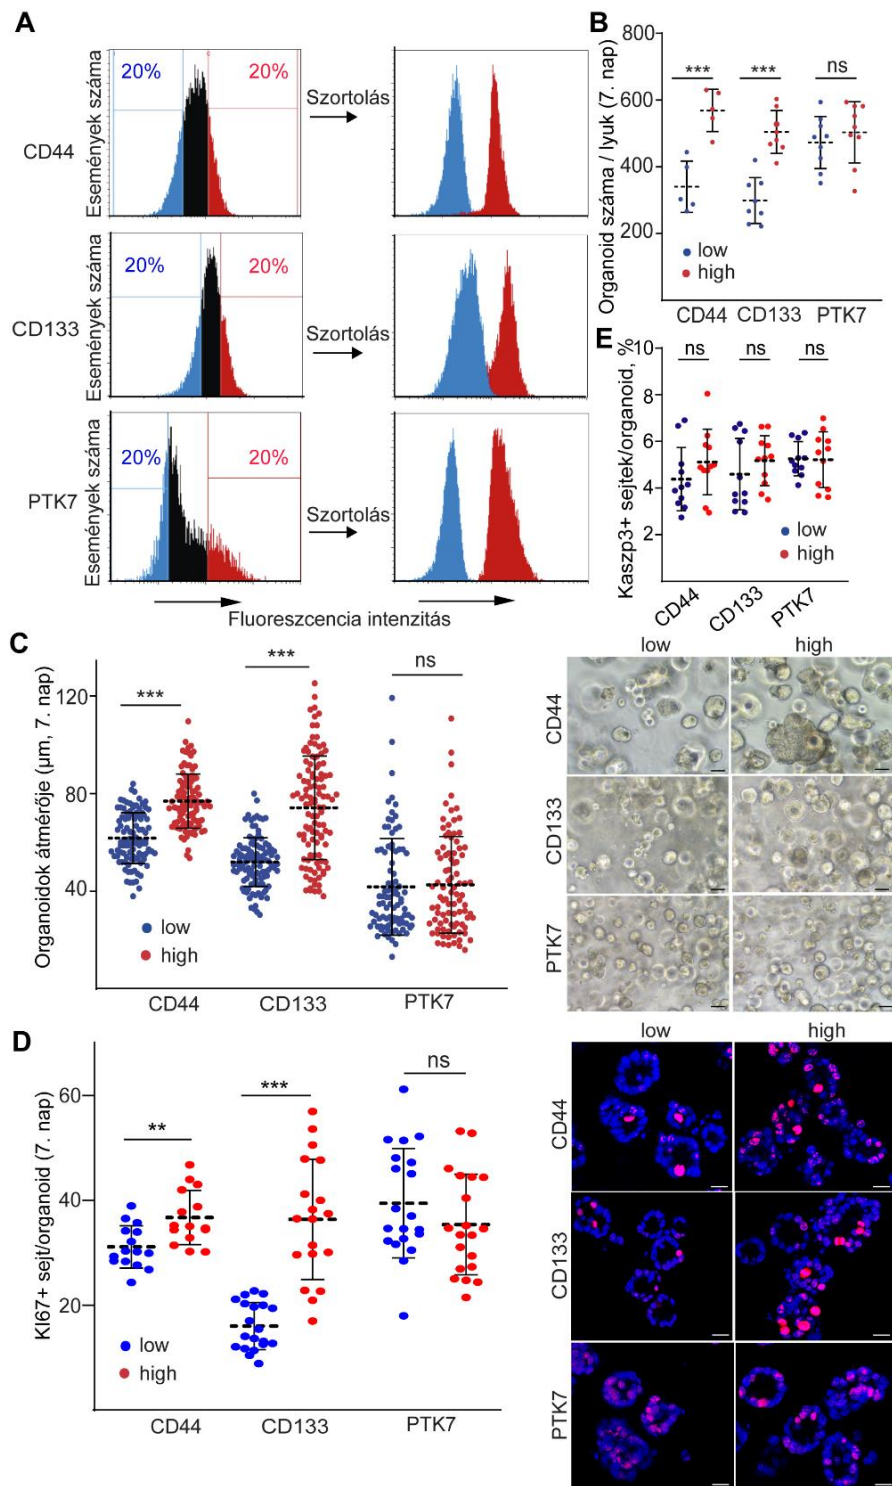 A
Események száma
20%
20%
CD44
Szortolás
Események száma
20%
20%
CD133
Szortolás
Események száma
20%
20%
PTK7
Szortolás
Fluoreszcencia intenzitás
B
Organoid száma / lyuk (7. nap)
800
600
400
200
***
***
ns
low
high
CD44
CD133
PTK7
E
Kaszp3+ sejtek/organoid, %
10
8
6
4
2
ns
ns
ns
low
high
CD44
CD133
PTK7
C
Organoidok átmérője (µm, 7. nap)
120
80
40
***
***
ns
low
high
CD44
CD133
PTK7
low
high
CD44
CD133
PTK7
D
KI67+ sejt/organoid (7. nap)
60
40
20
**
***
ns
low
high
CD44
CD133
PTK7
low
high
CD44
CD133
PTK7